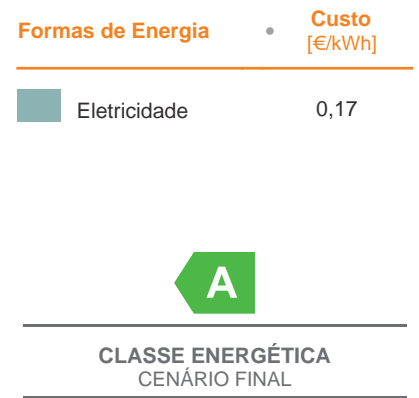 Formas de Energia • Custo
[€/kWh]
Eletricidade 0,17
A
CLASSE ENERGÉTICA
CENÁRIO FINAL